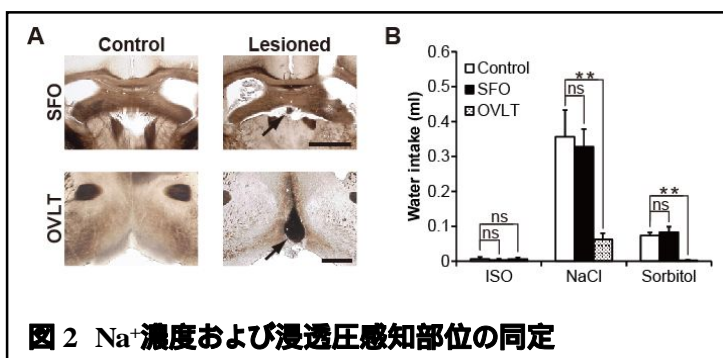 A
Control
Lesioned
SFO
OVLT
B
0.6
0.5
0.4
0.3
0.2
0.1
0
Water intake (ml)
Control
SFO
OVLT
ns
ns
**
ns
**
ns
ISO
NaCl
Sorbitol
図 2 Na⁺濃度および浸透圧感知部位の同定